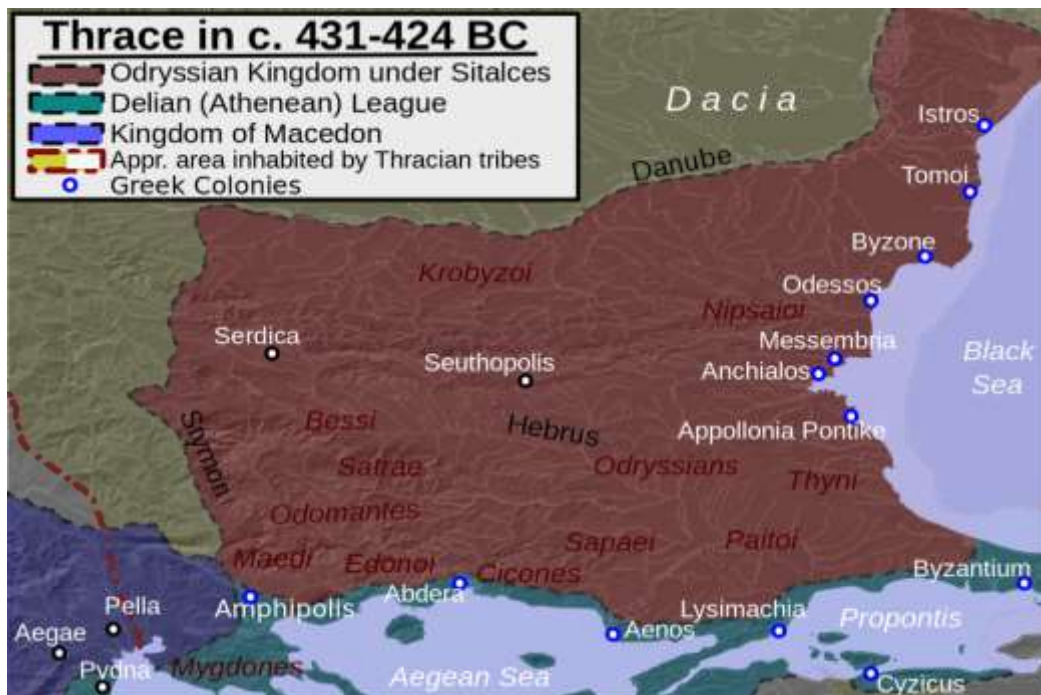 Thrace in c. 431-424 BC
Odryssian Kingdom under Sitalces
Delian (Athenean) League
Kingdom of Macedon
Appr. area inhabited by Thracian tribes
Greek Colonies
Dacia
Istros
Danube
Tomoi
Byzone
Krobyzoi
Odessos
Nipsaioi
Serdica
Messembria
Black
Sea
Seuthopolis
Anchialos
Stymon
Bessi
Hebrus
Appollonia Pontike
Satrae
Odryssians
Thyni
Odomantes
Maedi
Edonoi
Cicones
Sapaei
Paitoi
Byzantium
Pella
Amphipolis
Abdera
Lysimachia
Propontis
Aegae
Aenos
Pydna
Mygdones
Aegean Sea
Cyzicus